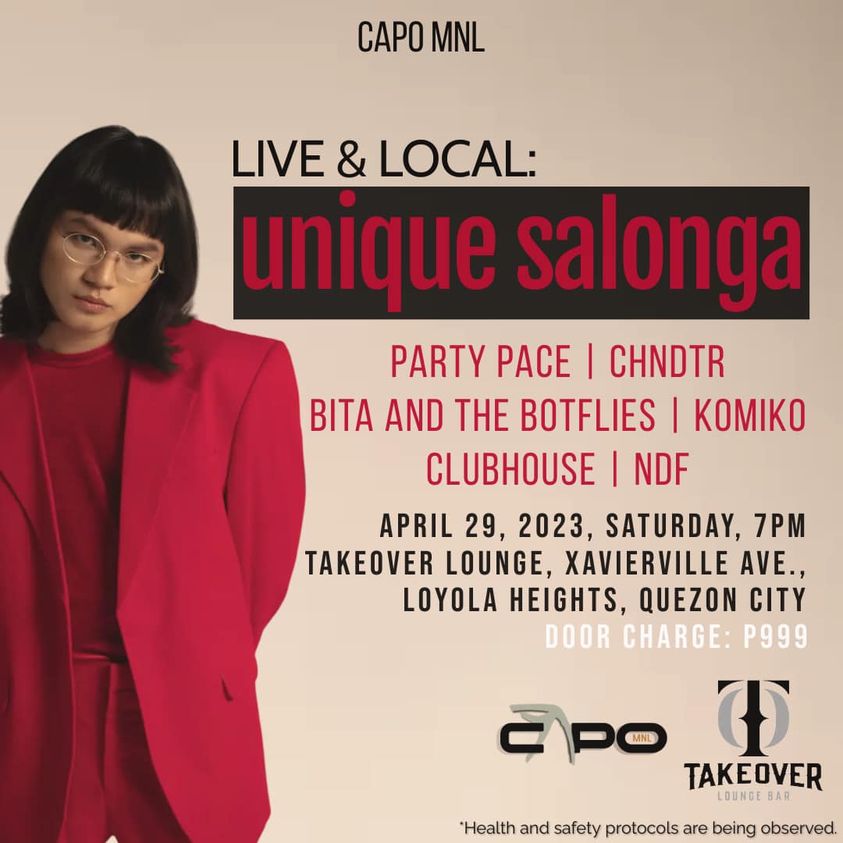 CAPO MNL
LIVE & LOCAL:
unique salonga
PARTY PACE | CHNDTR
BITA AND THE BOTFLIES | KOMIKO
CLUBHOUSE | NDF
APRIL 29, 2023, SATURDAY, 7PM
TAKEOVER LOUNGE, XAVIERVILLE AVE.,
LOYOLA HEIGHTS, QUEZON CITY
DOOR CHARGE: P999
CAPO MNL
TAKEOVER
LOUNGE BAR
*Health and safety protocols are being observed.